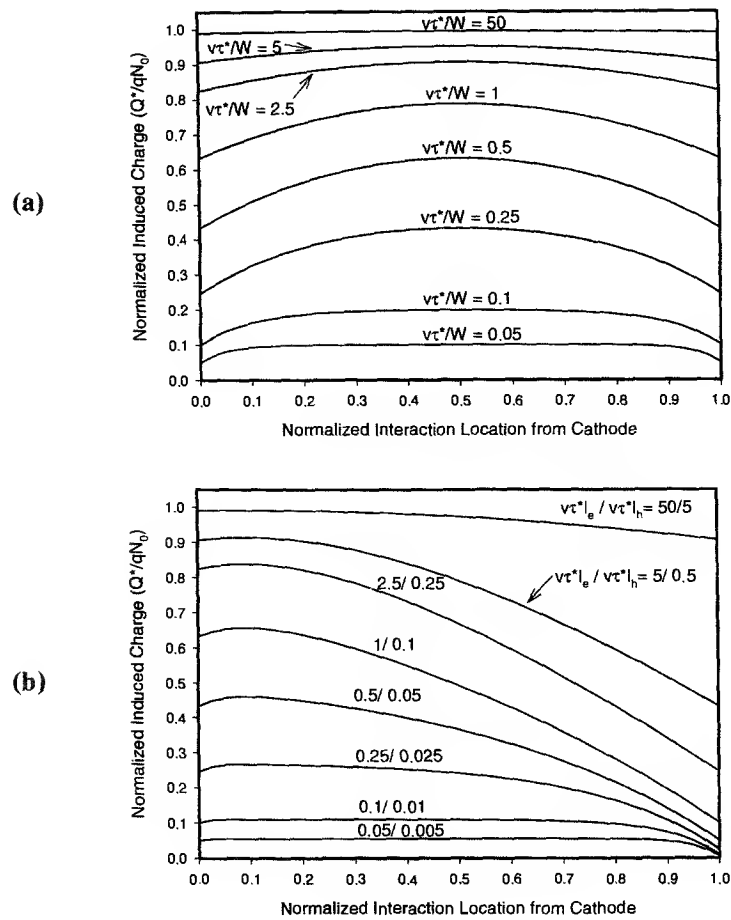 (a)
Normalized Induced Charge (Q*/qN₀)
1.0
0.9
0.8
0.7
0.6
0.5
0.4
0.3
0.2
0.1
0.0
vτ*/W = 50
vτ*/W = 5
vτ*/W = 2.5
vτ*/W = 1
vτ*/W = 0.5
vτ*/W = 0.25
vτ*/W = 0.1
vτ*/W = 0.05
0.0 0.1 0.2 0.3 0.4 0.5 0.6 0.7 0.8 0.9 1.0
Normalized Interaction Location from Cathode
(b)
Normalized Induced Charge (Q*/qN₀)
1.0
0.9
0.8
0.7
0.6
0.5
0.4
0.3
0.2
0.1
0.0
vτ*|ₑ / vτ*|ₕ= 50/5
vτ*|ₑ / vτ*|ₕ= 5/ 0.5
2.5/ 0.25
1/ 0.1
0.5/ 0.05
0.25/ 0.025
0.1/ 0.01
0.05/ 0.005
0.0 0.1 0.2 0.3 0.4 0.5 0.6 0.7 0.8 0.9 1.0
Normalized Interaction Location from Cathode